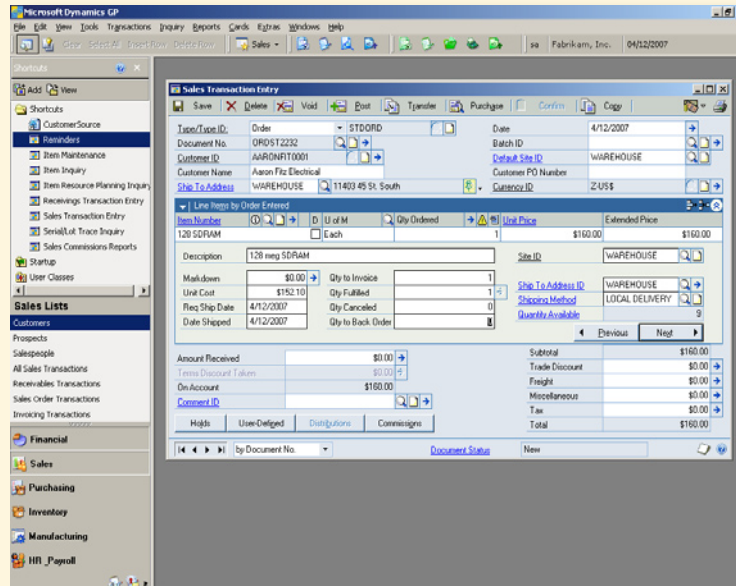 Microsoft Dynamics GP
File Edit View Tools Transactions Inquiry Reports Cards Extras Windows Help
Clear Select All Insert Row Delete Row Sales sa Fabrikam, Inc. 04/12/2007
Shortcuts
Add View
Shortcuts
CustomerSource
Reminders
Item Maintenance
Item Inquiry
Item Resource Planning Inquiry
Receivings Transaction Entry
Sales Transaction Entry
Serial/Lot Trace Inquiry
Sales Commissions Reports
Startup
User Classes
Sales Lists
Customers
Prospects
Salespeople
All Sales Transactions
Receivables Transactions
Sales Order Transactions
Invoicing Transactions
Financial
Sales
Purchasing
Inventory
Manufacturing
HR _Payroll
Sales Transaction Entry
Save Delete Void Post Transfer Purchase Confirm Copy
Type/Type ID: Order STDORD Date 4/12/2007
Document No. ORDST2232 Batch ID
Customer ID AARONFIT0001 Default Site ID WAREHOUSE
Customer Name Aaron Fitz Electrical Customer PO Number
Ship To Address WAREHOUSE 11403 45 St. South Currency ID Z-US$
Line Items by Order Entered
Item Number D U of M Qty Ordered Unit Price Extended Price
128 SDRAM Each 1 $160.00 $160.00
Description 128 meg SDRAM Site ID WAREHOUSE
Markdown $0.00 Qty to Invoice 1 Ship To Address ID WAREHOUSE
Unit Cost $152.10 Qty Fulfilled 1 Shipping Method LOCAL DELIVERY
Req Ship Date 4/12/2007 Qty Canceled 0 Quantity Available 9
Date Shipped 4/12/2007 Qty to Back Order
Previous Next
Amount Received $0.00 Subtotal $160.00
Terms Discount Taken $0.00 Trade Discount $0.00
On Account $160.00 Freight $0.00
Comment ID Miscellaneous $0.00
Tax $0.00
Holds User-Defined Distributions Commissions Total $160.00
by Document No. Document Status New